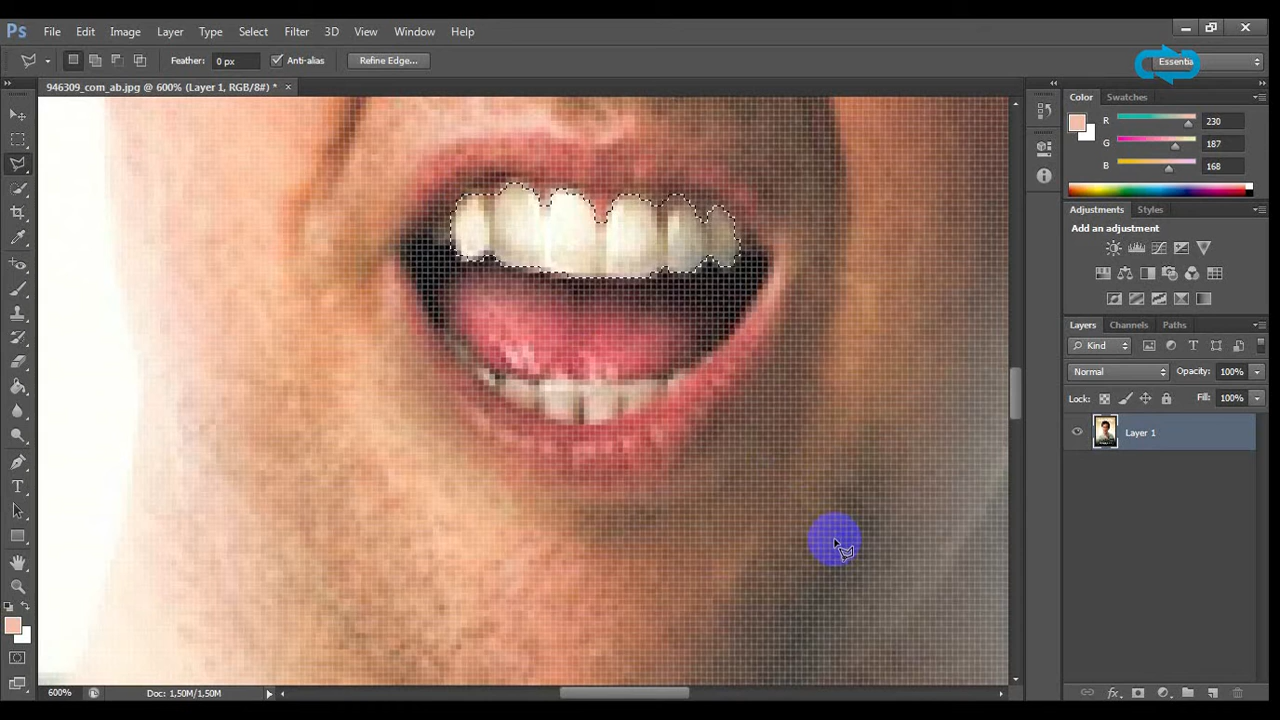 Ps File Edit Image Layer Type Select Filter 3D View Window Help
Feather: 0 px Anti-alias Refine Edge... Essentia
946309_com_ab.jpg @ 600% (Layer 1, RGB/8#) * ×
Color Swatches
R 230
G 187
B 168
Adjustments Styles
Add an adjustment
Layers Channels Paths
Kind
Normal Opacity: 100%
Lock: Fill: 100%
Layer 1
600% Doc: 1,50M/1,50M